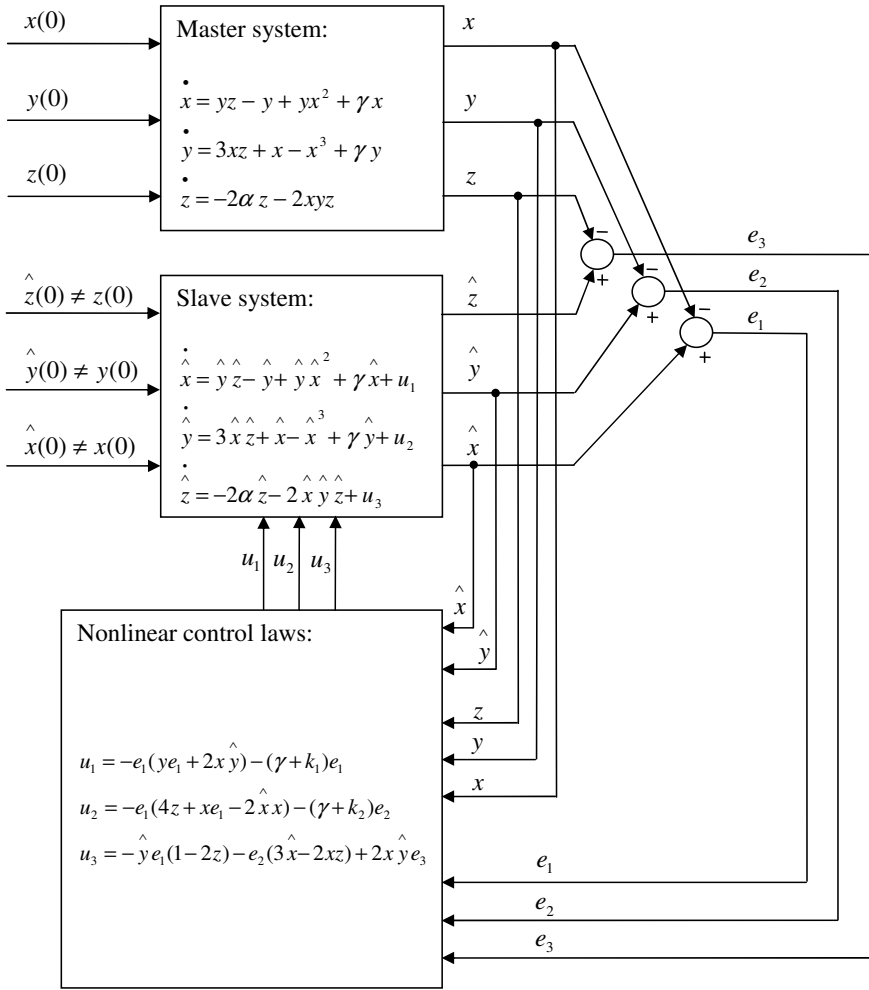 x(0)
y(0)
z(0)
Master system:
ẋ = yz − y + yx² + γx
ẏ = 3xz + x − x³ + γy
ż = −2αz − 2xyz
x
y
z
−
+
−
+
−
+
e₃
e₂
e₁
ẑ(0) ≠ z(0)
ŷ(0) ≠ y(0)
x̂(0) ≠ x(0)
Slave system:
x̂̇ = ŷẑ − ŷ + ŷx̂² + γx̂ + u₁
ŷ̇ = 3x̂ẑ + x̂ − x̂³ + γŷ + u₂
ẑ̇ = −2αẑ − 2x̂ŷẑ + u₃
ẑ
ŷ
x̂
u₁ u₂ u₃
Nonlinear control laws:
u₁ = −e₁(ye₁ + 2xŷ) − (γ + k₁)e₁
u₂ = −e₁(4z + xe₁ − 2x̂x) − (γ + k₂)e₂
u₃ = −ŷe₁(1 − 2z) − e₂(3x̂ − 2xz) + 2xŷe₃
x̂
ŷ
z
y
x
e₁
e₂
e₃